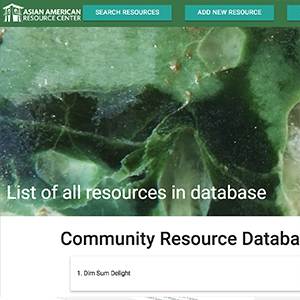 ASIAN AMERICAN
RESOURCE CENTER
SEARCH RESOURCES
ADD NEW RESOURCE
List of all resources in database
Community Resource Databa
1. Dim Sum Delight